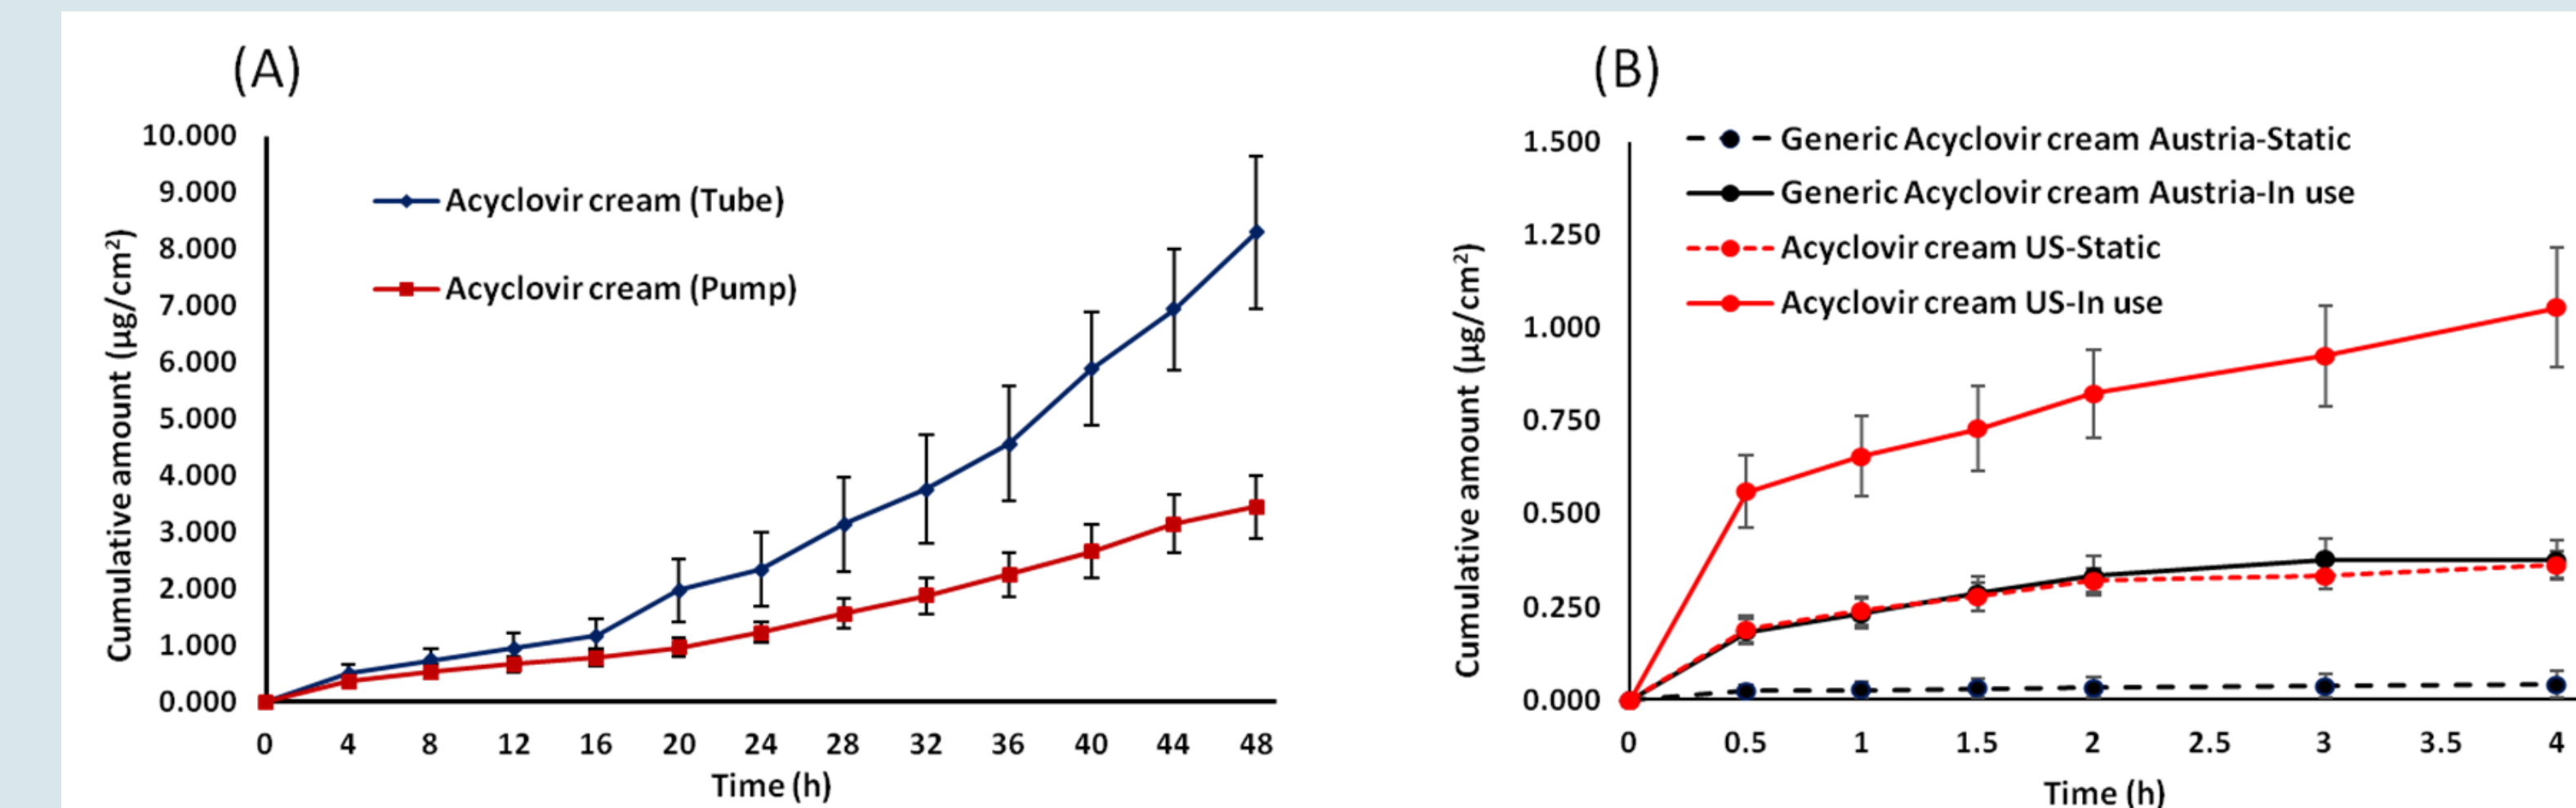 (A)
10.000
9.000
8.000
7.000
6.000
5.000
4.000
3.000
2.000
1.000
0.000
Cumulative amount (µg/cm²)
Acyclovir cream (Tube)
Acyclovir cream (Pump)
0 4 8 12 16 20 24 28 32 36 40 44 48
Time (h)
(B)
1.500
1.250
1.000
0.750
0.500
0.250
0.000
Cumulative amount (µg/cm²)
Generic Acyclovir cream Austria-Static
Generic Acyclovir cream Austria-In use
Acyclovir cream US-Static
Acyclovir cream US-In use
0 0.5 1 1.5 2 2.5 3 3.5 4
Time (h)